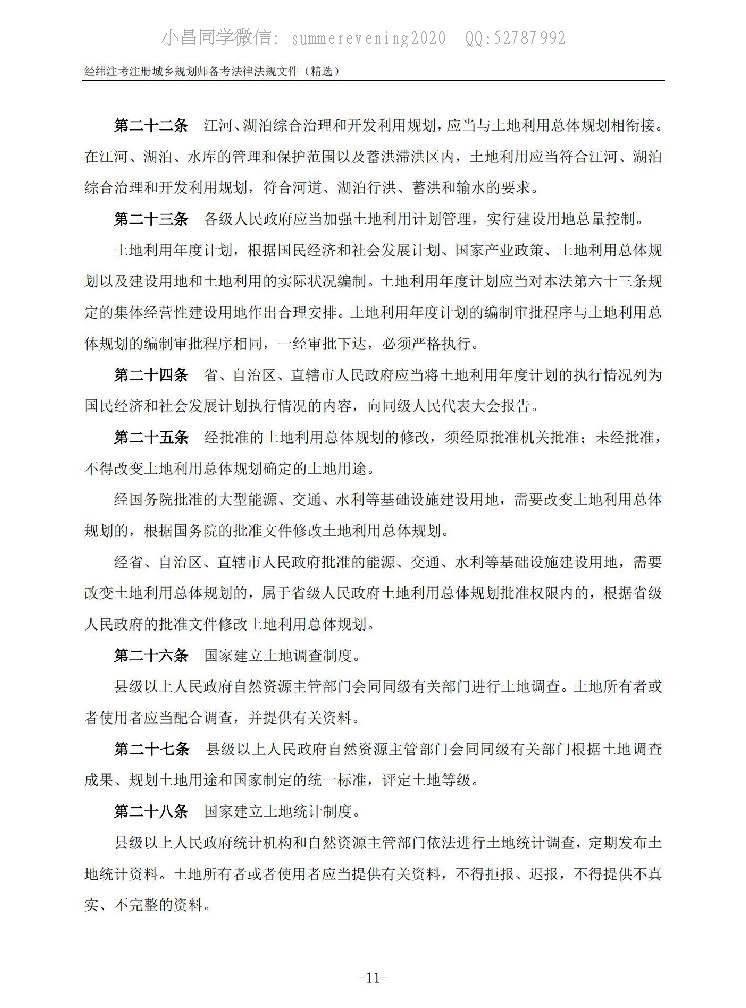 小昌同学微信: summerevening2020 QQ:52787992
经纬注考注册城乡规划师备考法律法规文件（精选）
第二十二条 江河、湖泊综合治理和开发利用规划，应当与土地利用总体规划相衔接。
在江河、湖泊、水库的管理和保护范围以及蓄洪滞洪区内，土地利用应当符合江河、湖泊
综合治理和开发利用规划，符合河道、湖泊行洪、蓄洪和输水的要求。
第二十三条 各级人民政府应当加强土地利用计划管理，实行建设用地总量控制。
土地利用年度计划，根据国民经济和社会发展计划、国家产业政策、土地利用总体规
划以及建设用地和土地利用的实际状况编制。土地利用年度计划应当对本法第六十三条规
定的集体经营性建设用地作出合理安排。土地利用年度计划的编制审批程序与土地利用总
体规划的编制审批程序相同，一经审批下达，必须严格执行。
第二十四条 省、自治区、直辖市人民政府应当将土地利用年度计划的执行情况列为
国民经济和社会发展计划执行情况的内容，向同级人民代表大会报告。
第二十五条 经批准的土地利用总体规划的修改，须经原批准机关批准；未经批准，
不得改变土地利用总体规划确定的土地用途。
经国务院批准的大型能源、交通、水利等基础设施建设用地，需要改变土地利用总体
规划的，根据国务院的批准文件修改土地利用总体规划。
经省、自治区、直辖市人民政府批准的能源、交通、水利等基础设施建设用地，需要
改变土地利用总体规划的，属于省级人民政府土地利用总体规划批准权限内的，根据省级
人民政府的批准文件修改土地利用总体规划。
第二十六条 国家建立土地调查制度。
县级以上人民政府自然资源主管部门会同同级有关部门进行土地调查。土地所有者或
者使用者应当配合调查，并提供有关资料。
第二十七条 县级以上人民政府自然资源主管部门会同同级有关部门根据土地调查
成果、规划土地用途和国家制定的统一标准，评定土地等级。
第二十八条 国家建立土地统计制度。
县级以上人民政府统计机构和自然资源主管部门依法进行土地统计调查，定期发布土
地统计资料。土地所有者或者使用者应当提供有关资料，不得拒报、迟报，不得提供不真
实、不完整的资料。
-11-